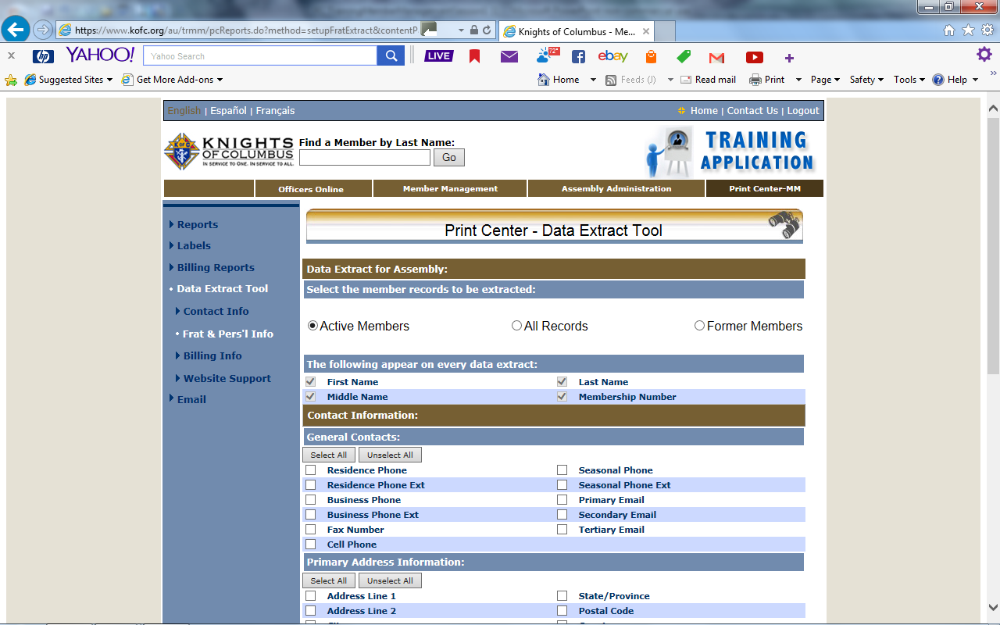 https://www.kofc.org/au/trmm/pcReports.do?method=setupFratExtract&contentP
Knights of Columbus - Me...
x hp YAHOO! Yahoo Search LIVE 72° ebay
Suggested Sites Get More Add-ons Home Feeds (J) Read mail Print Page Safety Tools Help
English | Español | Français Home | Contact Us | Logout
KNIGHTS OF COLUMBUS
IN SERVICE TO ONE. IN SERVICE TO ALL.
Find a Member by Last Name:
Go
TRAINING
APPLICATION
Officers Online Member Management Assembly Administration Print Center-MM
Reports
Labels
Billing Reports
Data Extract Tool
Contact Info
Frat & Pers'l Info
Billing Info
Website Support
Email
Print Center - Data Extract Tool
Data Extract for Assembly:
Select the member records to be extracted:
Active Members All Records Former Members
The following appear on every data extract:
First Name Last Name
Middle Name Membership Number
Contact Information:
General Contacts:
Select All Unselect All
Residence Phone Seasonal Phone
Residence Phone Ext Seasonal Phone Ext
Business Phone Primary Email
Business Phone Ext Secondary Email
Fax Number Tertiary Email
Cell Phone
Primary Address Information:
Select All Unselect All
Address Line 1 State/Province
Address Line 2 Postal Code